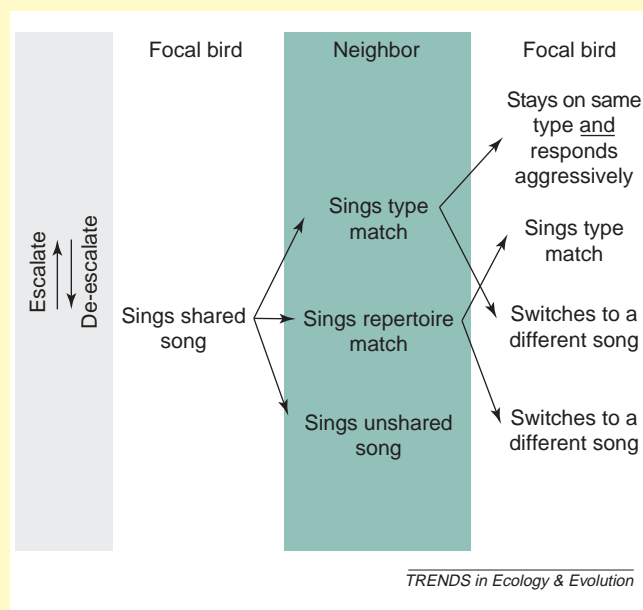 Focal bird
Neighbor
Focal bird
Escalate
De-escalate
Sings shared
song
Sings type
match
Sings repertoire
match
Sings unshared
song
Stays on same
type and
responds
aggressively
Sings type
match
Switches to a
different song
Switches to a
different song
TRENDS in Ecology & Evolution